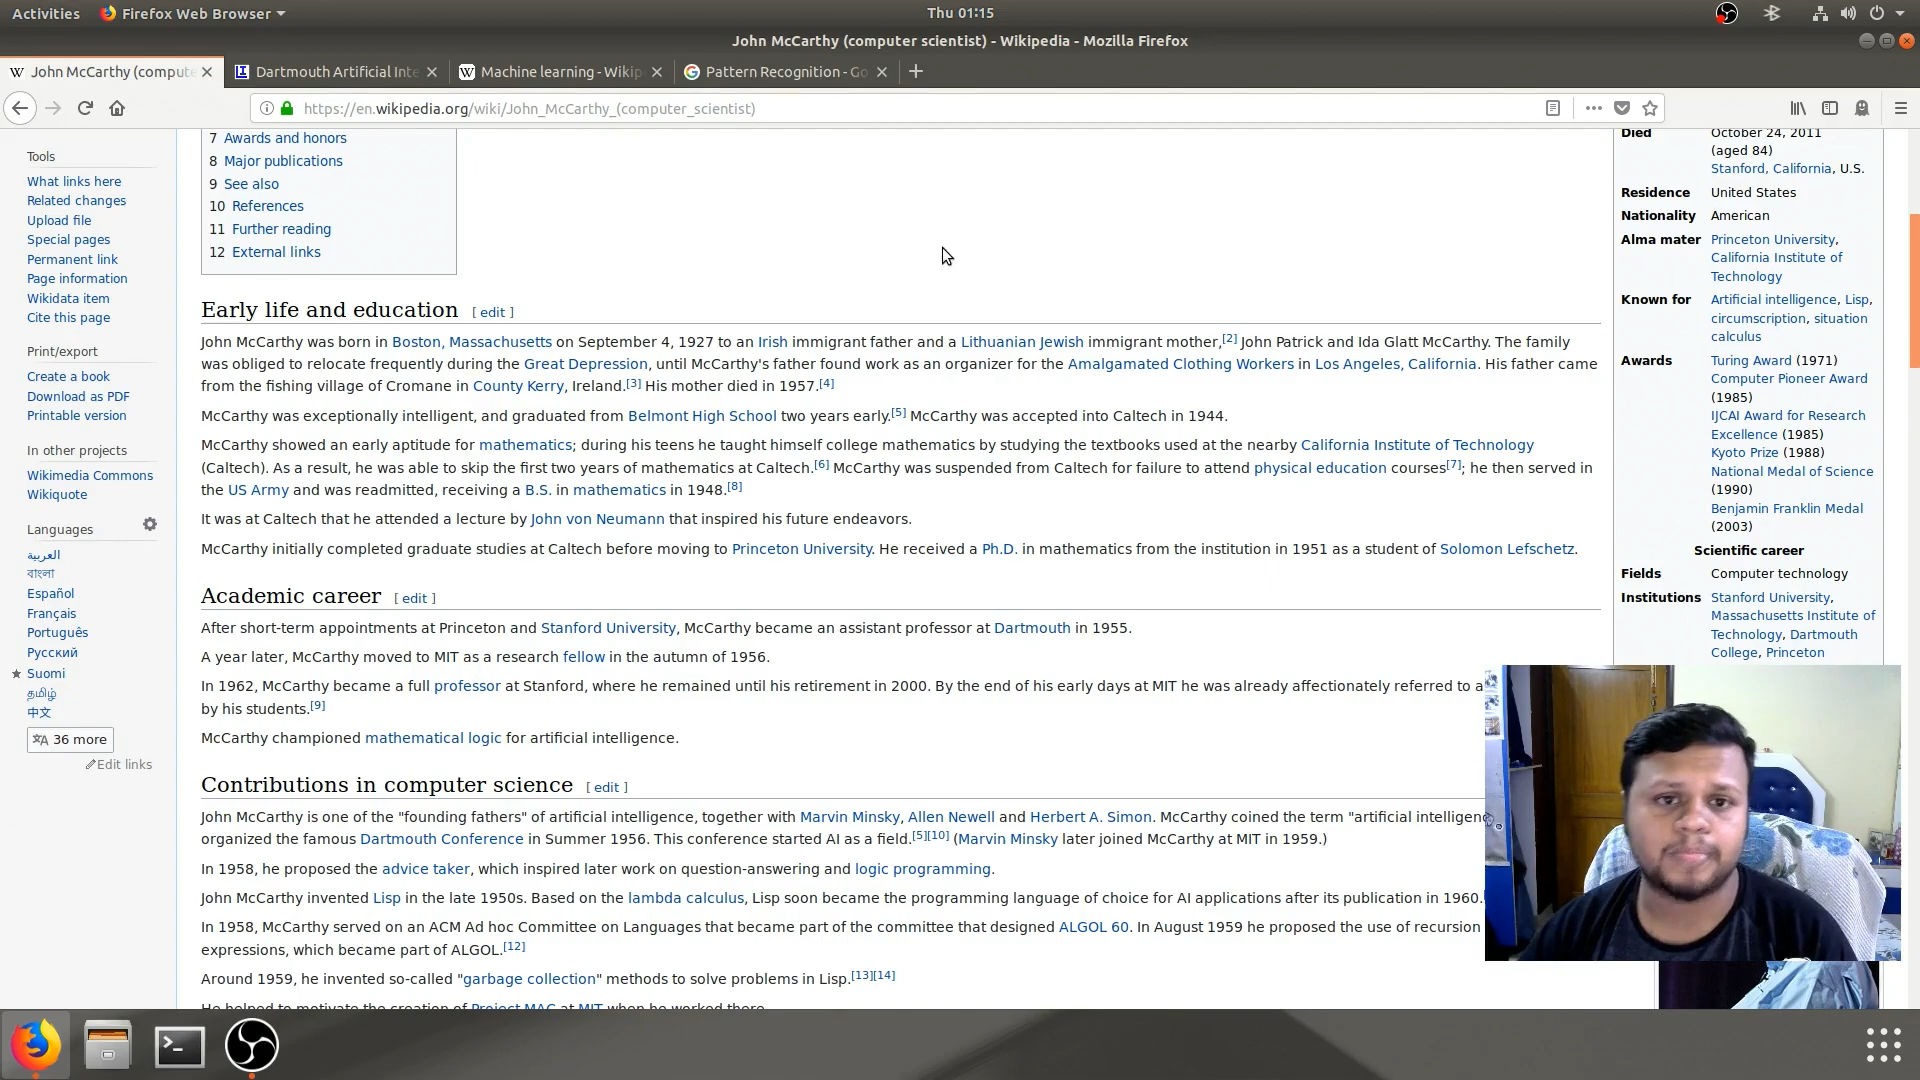 Activities Firefox Web Browser Thu 01:15
John McCarthy (computer scientist) - Wikipedia - Mozilla Firefox
John McCarthy (compute Dartmouth Artificial Inte Machine learning - Wikip Pattern Recognition - Go
https://en.wikipedia.org/wiki/John_McCarthy_(computer_scientist)
Tools
What links here
Related changes
Upload file
Special pages
Permanent link
Page information
Wikidata item
Cite this page
Print/export
Create a book
Download as PDF
Printable version
In other projects
Wikimedia Commons
Wikiquote
Languages
العربية
বাংলা
Español
Français
Português
Русский
Suomi
தமிழ்
中文
36 more
Edit links
7 Awards and honors
8 Major publications
9 See also
10 References
11 Further reading
12 External links
Early life and education [ edit ]
John McCarthy was born in Boston, Massachusetts on September 4, 1927 to an Irish immigrant father and a Lithuanian Jewish immigrant mother,[2] John Patrick and Ida Glatt McCarthy. The family
was obliged to relocate frequently during the Great Depression, until McCarthy's father found work as an organizer for the Amalgamated Clothing Workers in Los Angeles, California. His father came
from the fishing village of Cromane in County Kerry, Ireland.[3] His mother died in 1957.[4]
McCarthy was exceptionally intelligent, and graduated from Belmont High School two years early.[5] McCarthy was accepted into Caltech in 1944.
McCarthy showed an early aptitude for mathematics; during his teens he taught himself college mathematics by studying the textbooks used at the nearby California Institute of Technology
(Caltech). As a result, he was able to skip the first two years of mathematics at Caltech.[6] McCarthy was suspended from Caltech for failure to attend physical education courses[7]; he then served in
the US Army and was readmitted, receiving a B.S. in mathematics in 1948.[8]
It was at Caltech that he attended a lecture by John von Neumann that inspired his future endeavors.
McCarthy initially completed graduate studies at Caltech before moving to Princeton University. He received a Ph.D. in mathematics from the institution in 1951 as a student of Solomon Lefschetz.
Academic career [ edit ]
After short-term appointments at Princeton and Stanford University, McCarthy became an assistant professor at Dartmouth in 1955.
A year later, McCarthy moved to MIT as a research fellow in the autumn of 1956.
In 1962, McCarthy became a full professor at Stanford, where he remained until his retirement in 2000. By the end of his early days at MIT he was already affectionately referred to a
by his students.[9]
McCarthy championed mathematical logic for artificial intelligence.
Contributions in computer science [ edit ]
John McCarthy is one of the "founding fathers" of artificial intelligence, together with Marvin Minsky, Allen Newell and Herbert A. Simon. McCarthy coined the term "artificial intelligenc
organized the famous Dartmouth Conference in Summer 1956. This conference started AI as a field.[5][10] (Marvin Minsky later joined McCarthy at MIT in 1959.)
In 1958, he proposed the advice taker, which inspired later work on question-answering and logic programming.
John McCarthy invented Lisp in the late 1950s. Based on the lambda calculus, Lisp soon became the programming language of choice for AI applications after its publication in 1960.
In 1958, McCarthy served on an ACM Ad hoc Committee on Languages that became part of the committee that designed ALGOL 60. In August 1959 he proposed the use of recursion
expressions, which became part of ALGOL.[12]
Around 1959, he invented so-called "garbage collection" methods to solve problems in Lisp.[13][14]
He helped to motivate the creation of Project MAC at MIT when he worked there
Died October 24, 2011
(aged 84)
Stanford, California, U.S.
Residence United States
Nationality American
Alma mater Princeton University,
California Institute of
Technology
Known for Artificial intelligence, Lisp,
circumscription, situation
calculus
Awards Turing Award (1971)
Computer Pioneer Award
(1985)
IJCAI Award for Research
Excellence (1985)
Kyoto Prize (1988)
National Medal of Science
(1990)
Benjamin Franklin Medal
(2003)
Scientific career
Fields Computer technology
Institutions Stanford University,
Massachusetts Institute of
Technology, Dartmouth
College, Princeton